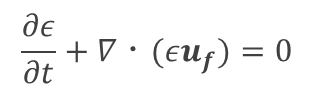 ∂ϵ/∂t + ∇ · (ϵu_f) = 0